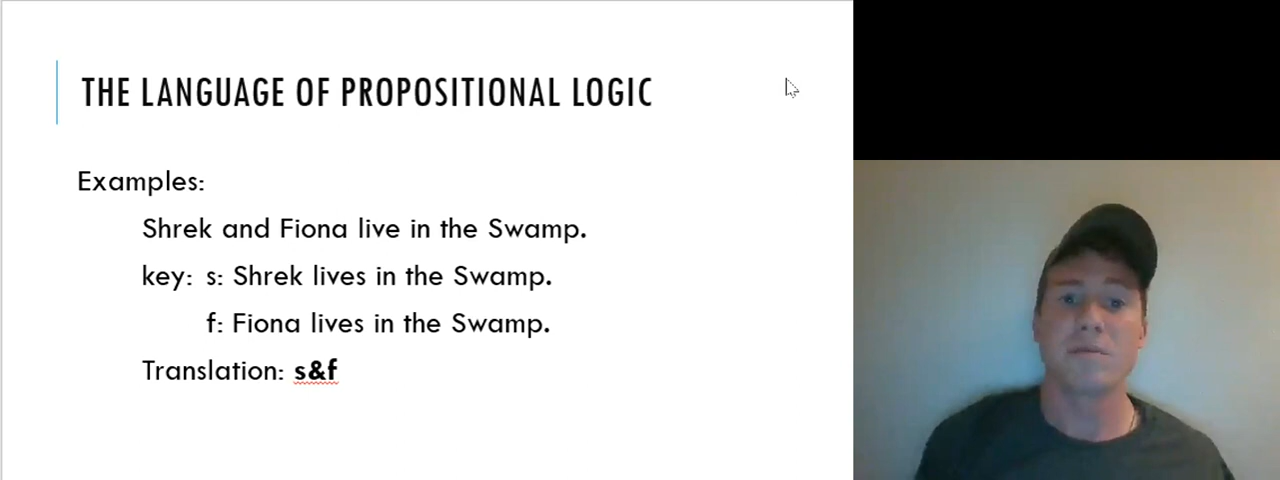 THE LANGUAGE OF PROPOSITIONAL LOGIC
Examples:
Shrek and Fiona live in the Swamp.
key: s: Shrek lives in the Swamp.
f: Fiona lives in the Swamp.
Translation: s&f